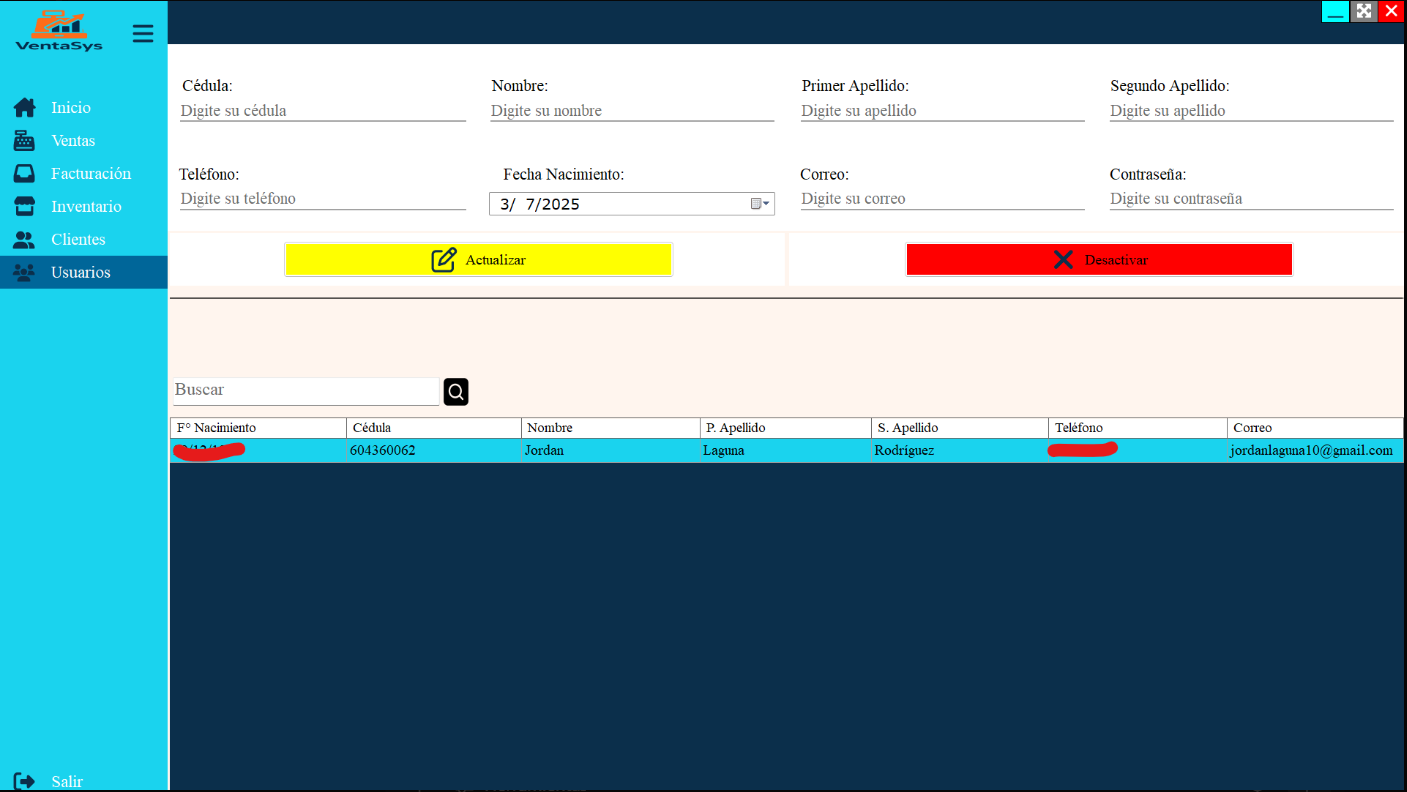 VentaSys
Inicio
Ventas
Facturación
Inventario
Clientes
Usuarios
Salir
Cédula: Nombre: Primer Apellido: Segundo Apellido:
Digite su cédula Digite su nombre Digite su apellido Digite su apellido
Teléfono: Fecha Nacimiento: Correo: Contraseña:
Digite su teléfono 3/ 7/2025 Digite su correo Digite su contraseña
Actualizar Desactivar
Buscar
F° Nacimiento Cédula Nombre P. Apellido S. Apellido Teléfono Correo
604360062 Jordan Laguna Rodríguez jordanlaguna10@gmail.com